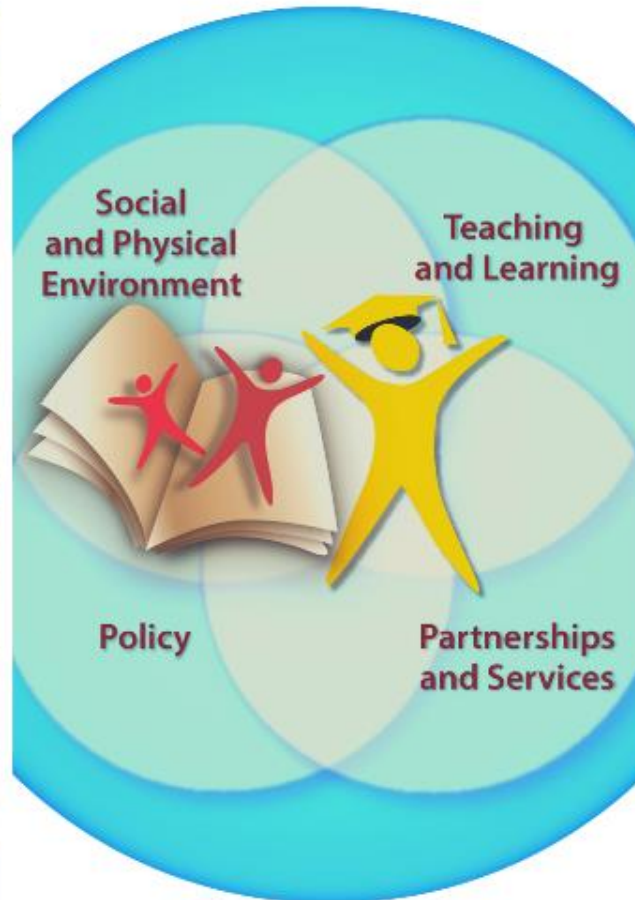 Social
and Physical
Environment
Teaching
and Learning
Policy
Partnerships
and Services